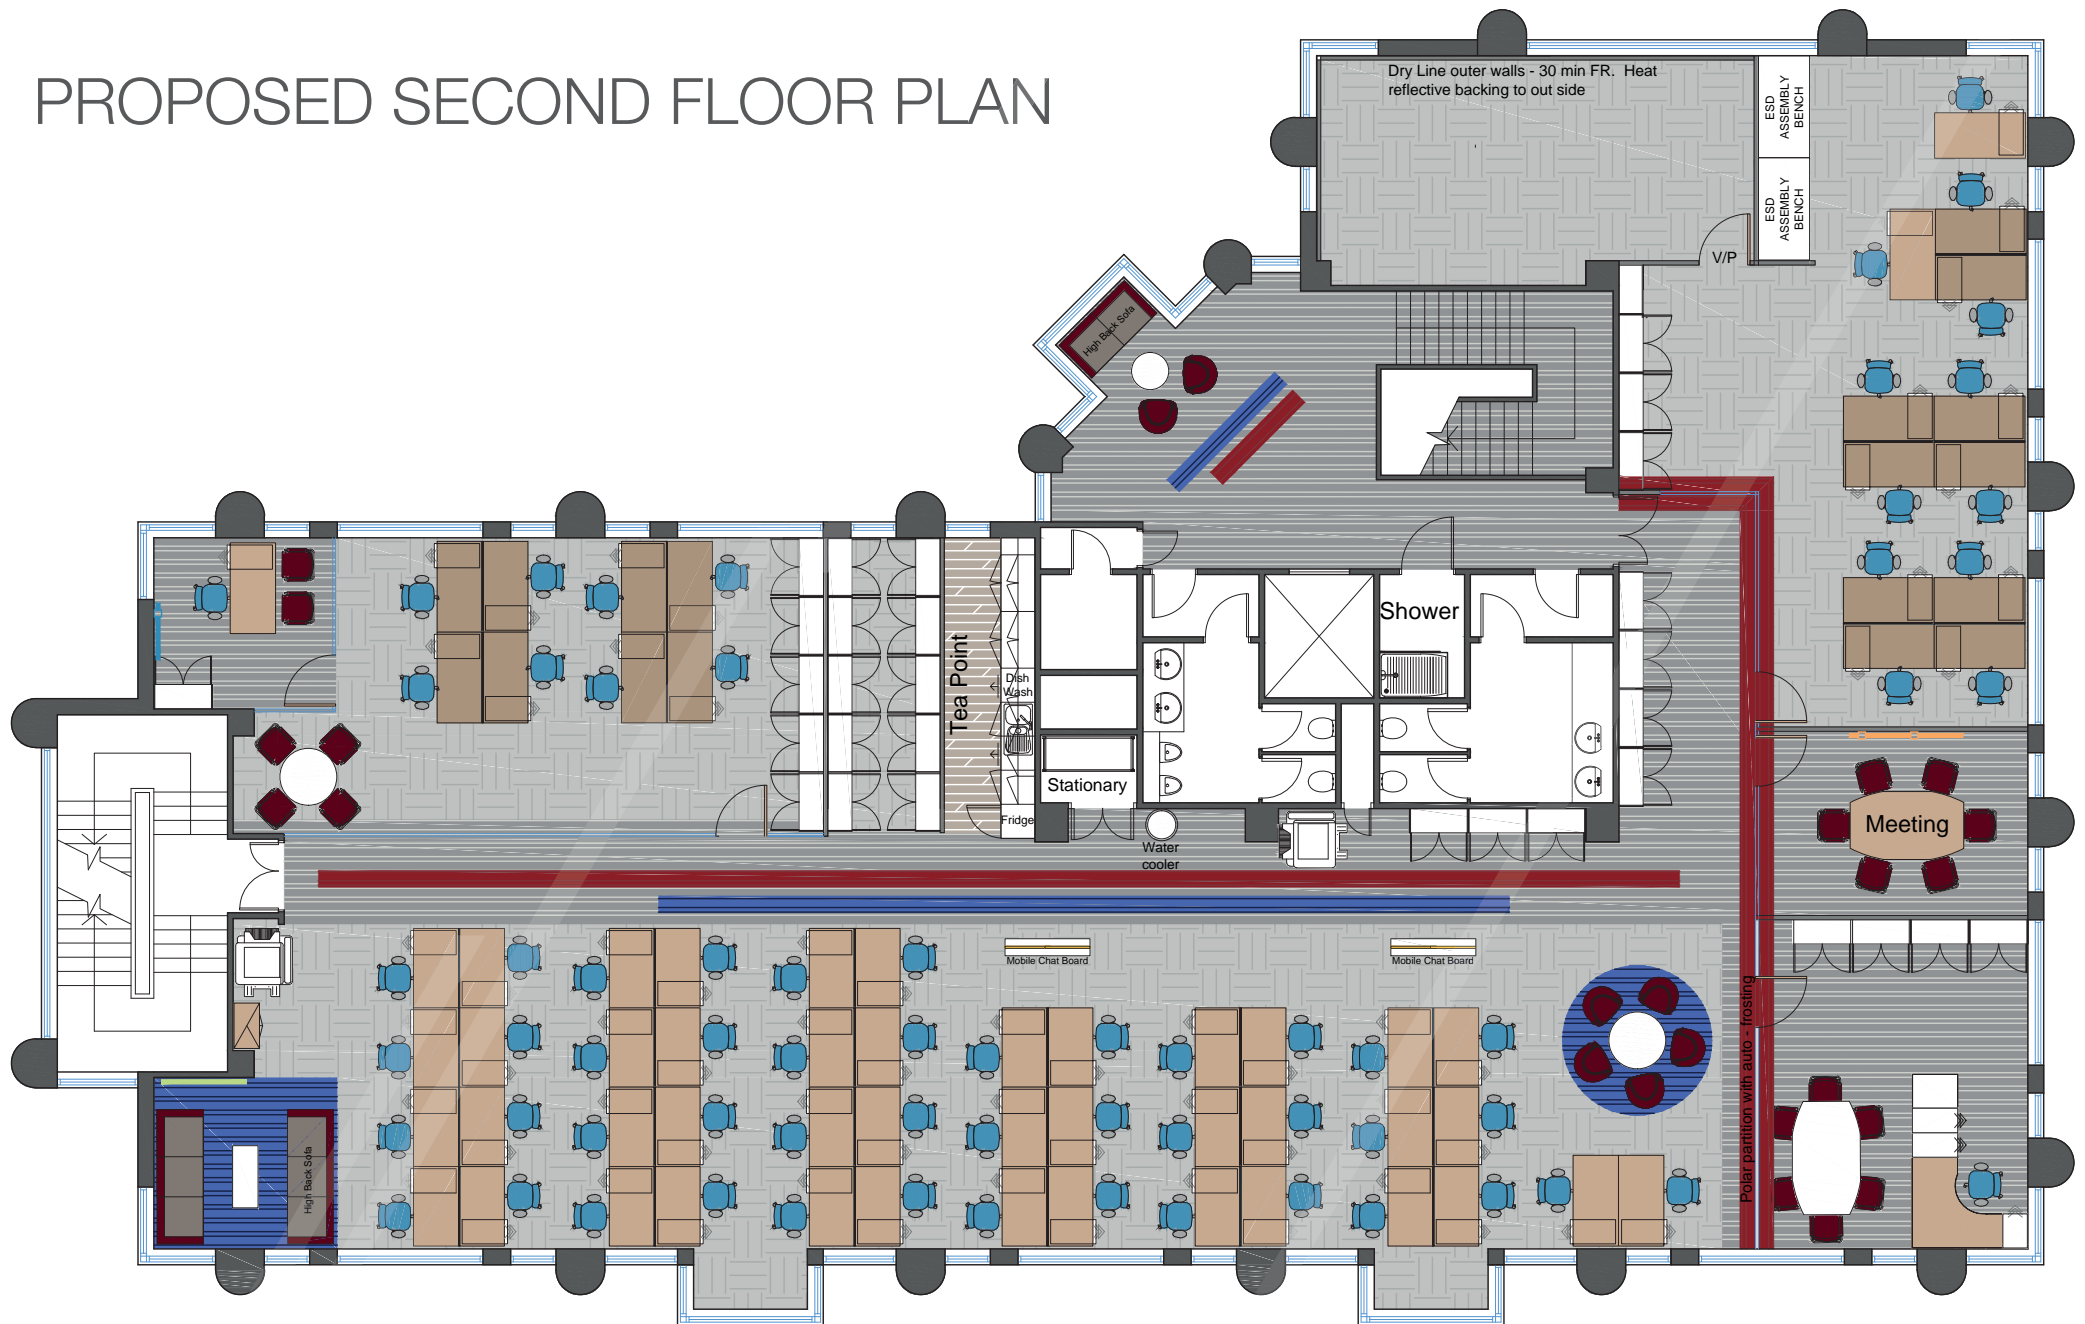 PROPOSED SECOND FLOOR PLAN
Dry Line outer walls - 30 min FR. Heat
reflective backing to out side
ESD
ASSEMBLY
BENCH
ESD
ASSEMBLY
BENCH
V/P
High Back Sofa
Shower
Tea Point
Dish
Wash
Stationary
Fridge
Water
cooler
Meeting
Mobile Chat Board
Mobile Chat Board
Polar partition with auto - frosting
High Back Sofa